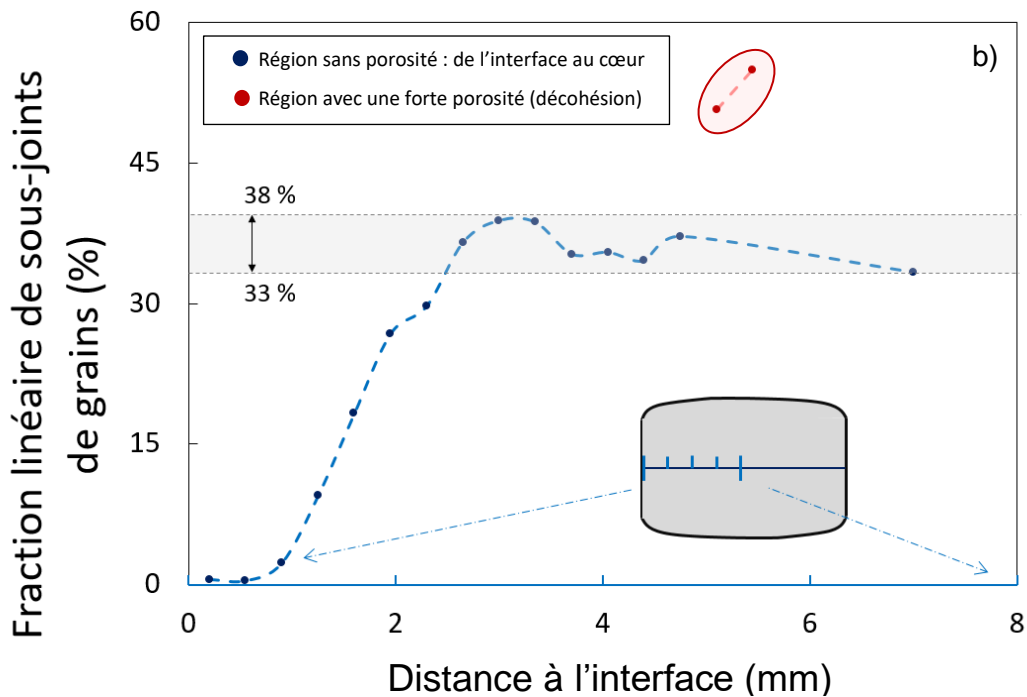 Fraction linéaire de sous-joints
de grains (%)
60
45
30
15
0
Région sans porosité : de l’interface au cœur
Région avec une forte porosité (décohésion)
b)
38 %
33 %
0
2
4
6
8
Distance à l’interface (mm)